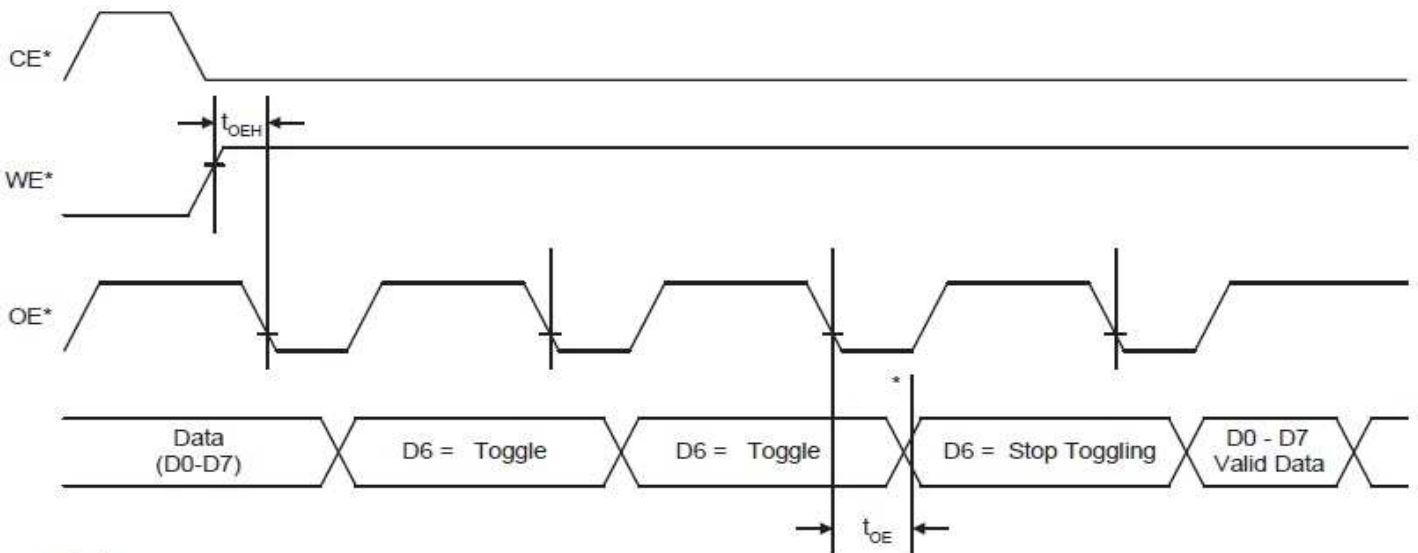 CE*
tOEH
WE*
OE*
*
Data
(D0-D7)
D6 = Toggle
D6 = Toggle
D6 = Stop Toggling
D0 - D7
Valid Data
tOE